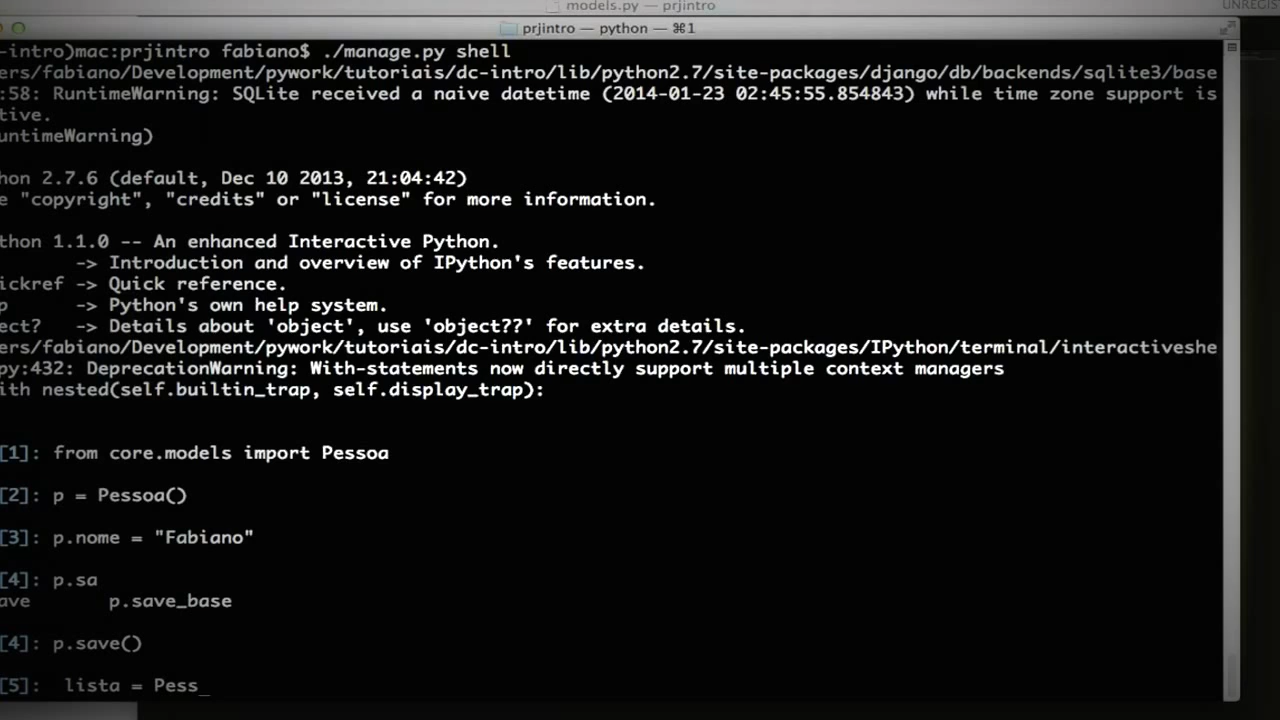 models.py — prjintro
UNREGIS
prjintro — python — ⌘1
-intro)mac:prjintro fabiano$ ./manage.py shell
ers/fabiano/Development/pywork/tutoriais/dc-intro/lib/python2.7/site-packages/django/db/backends/sqlite3/base
:58: RuntimeWarning: SQLite received a naive datetime (2014-01-23 02:45:55.854843) while time zone support is
tive.
untimeWarning)
hon 2.7.6 (default, Dec 10 2013, 21:04:42)
e "copyright", "credits" or "license" for more information.
thon 1.1.0 -- An enhanced Interactive Python.
-> Introduction and overview of IPython's features.
ickref -> Quick reference.
p -> Python's own help system.
ect? -> Details about 'object', use 'object??' for extra details.
ers/fabiano/Development/pywork/tutoriais/dc-intro/lib/python2.7/site-packages/IPython/terminal/interactiveshe
py:432: DeprecationWarning: With-statements now directly support multiple context managers
ith nested(self.builtin_trap, self.display_trap):
[1]: from core.models import Pessoa
[2]: p = Pessoa()
[3]: p.nome = "Fabiano"
[4]: p.sa
ave p.save_base
[4]: p.save()
[5]: lista = Pess_